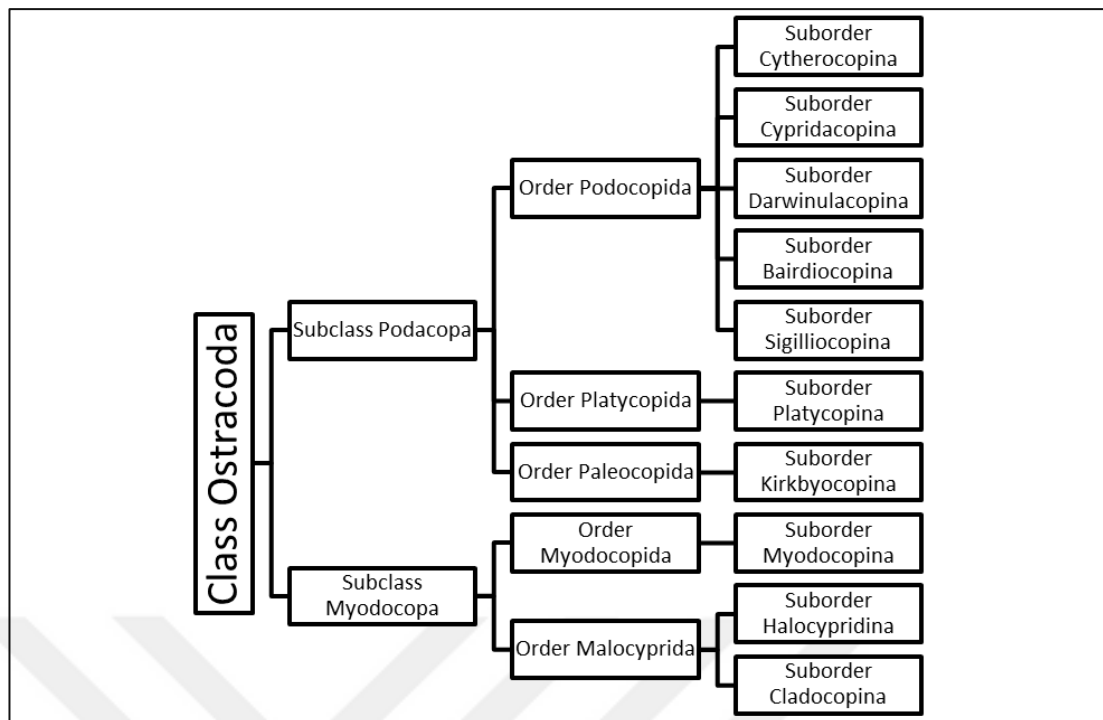 Class Ostracoda
Subclass Podacopa
Order Podocopida
Suborder
Cytherocopina
Suborder
Cypridacopina
Suborder
Darwinulacopina
Suborder
Bairdiocopina
Suborder
Sigilliocopina
Order Platycopida
Suborder
Platycopina
Order Paleocopida
Suborder
Kirkbyocopina
Subclass
Myodocopa
Order
Myodocopida
Suborder
Myodocopina
Order Malocyprida
Suborder
Halocypridina
Suborder
Cladocopina